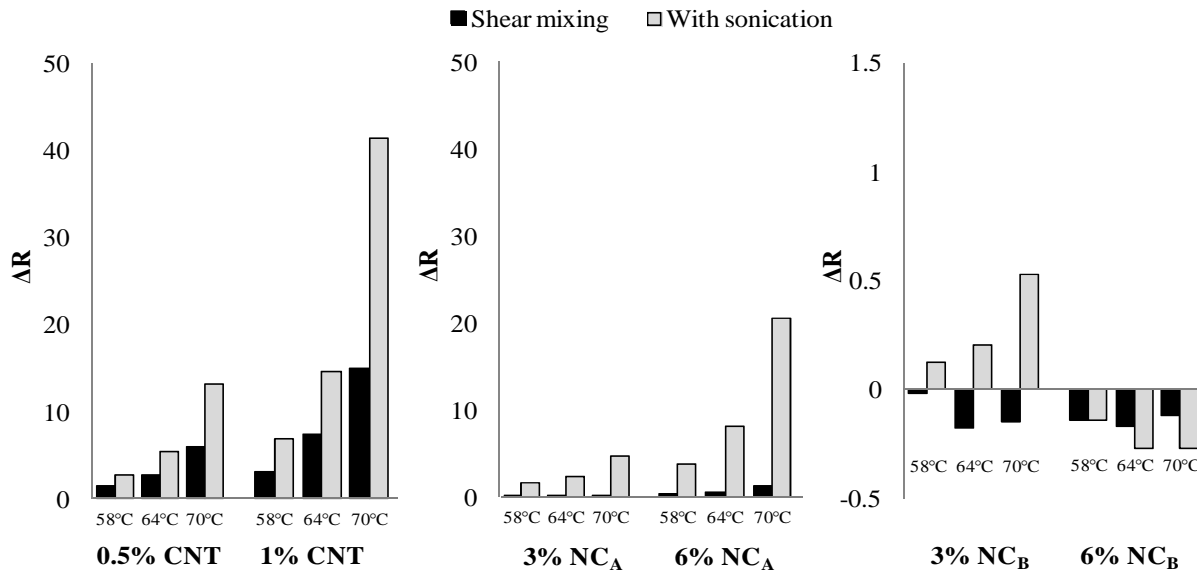 Shear mixing With sonication
50
40
30
20
10
0
ΔR
58°C 64°C 70°C 58°C 64°C 70°C
0.5% CNT 1% CNT
50
40
30
20
10
0
ΔR
58°C 64°C 70°C 58°C 64°C 70°C
3% NCA 6% NCA
1.5
1
0.5
0
-0.5
ΔR
58°C 64°C 70°C 58°C 64°C 70°C
3% NCB 6% NCB